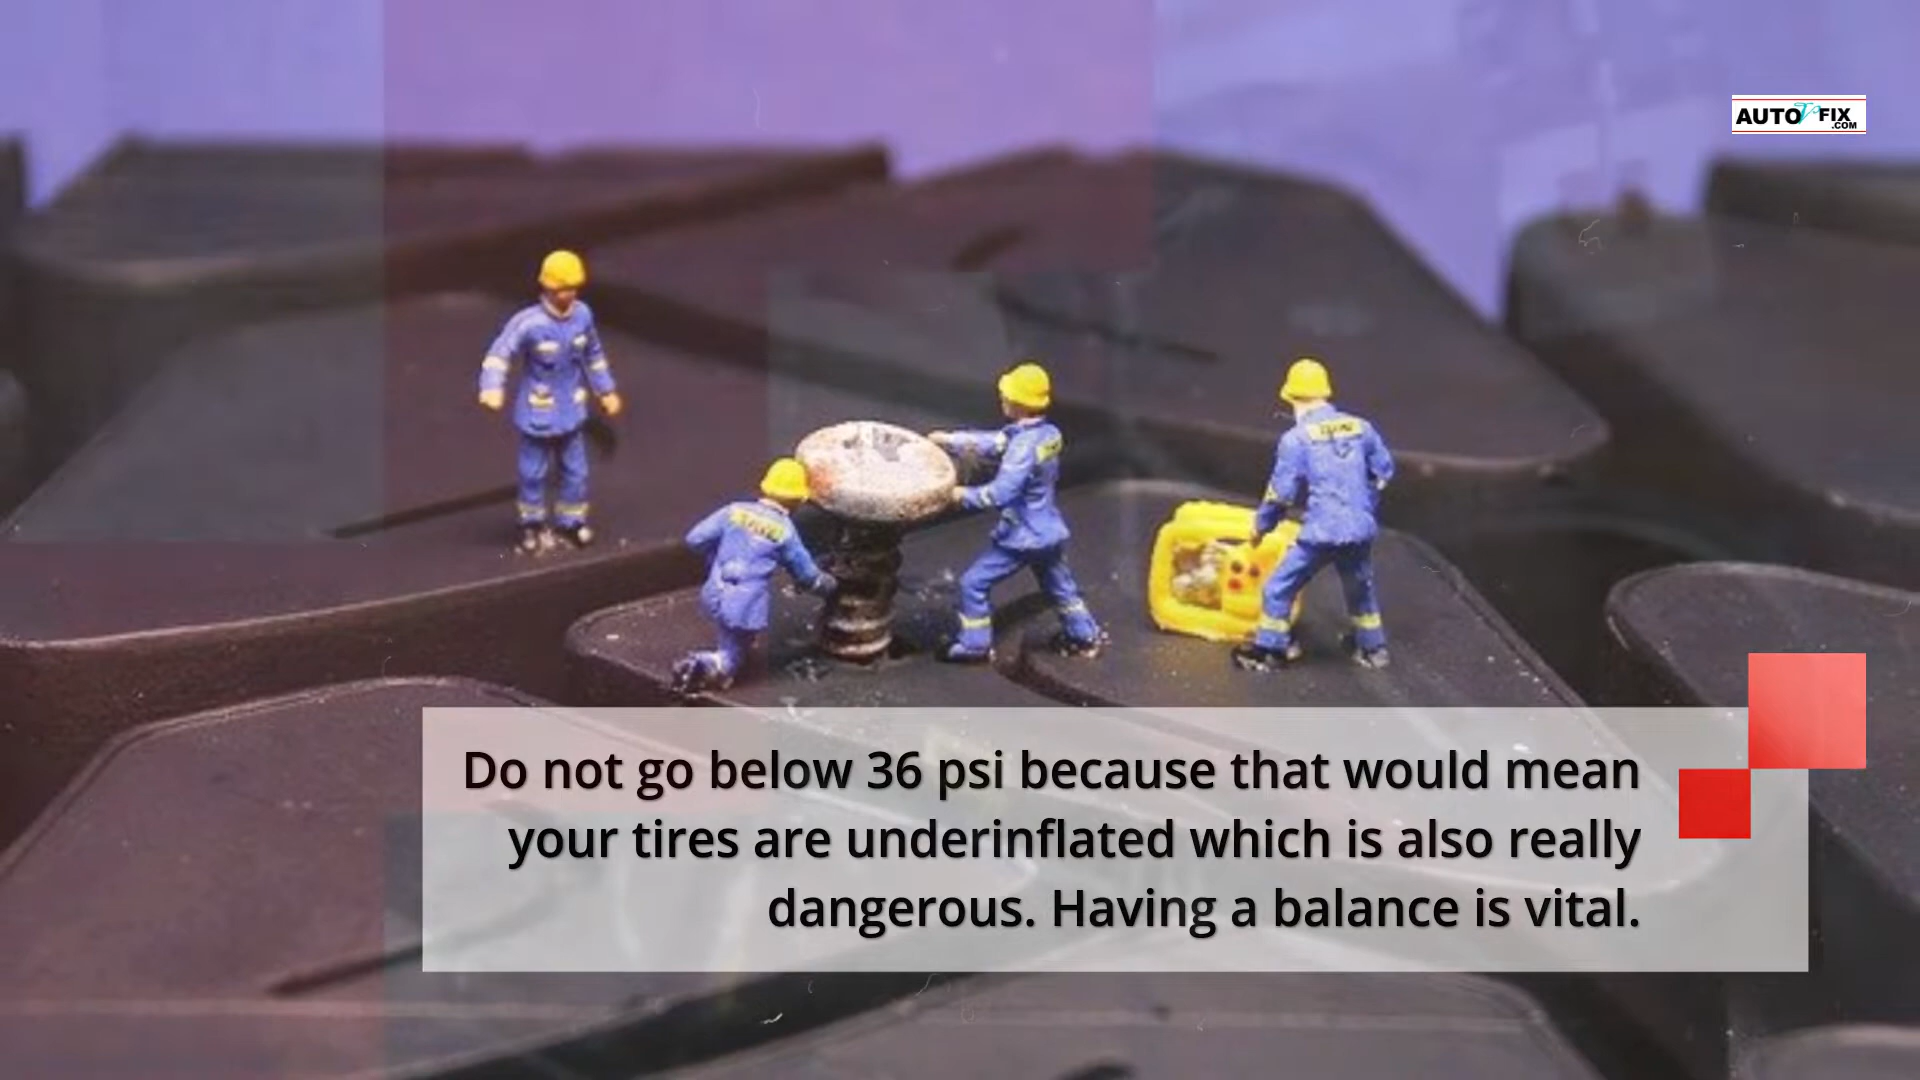 AUTO FIX
.COM
Do not go below 36 psi because that would mean
your tires are underinflated which is also really
dangerous. Having a balance is vital.